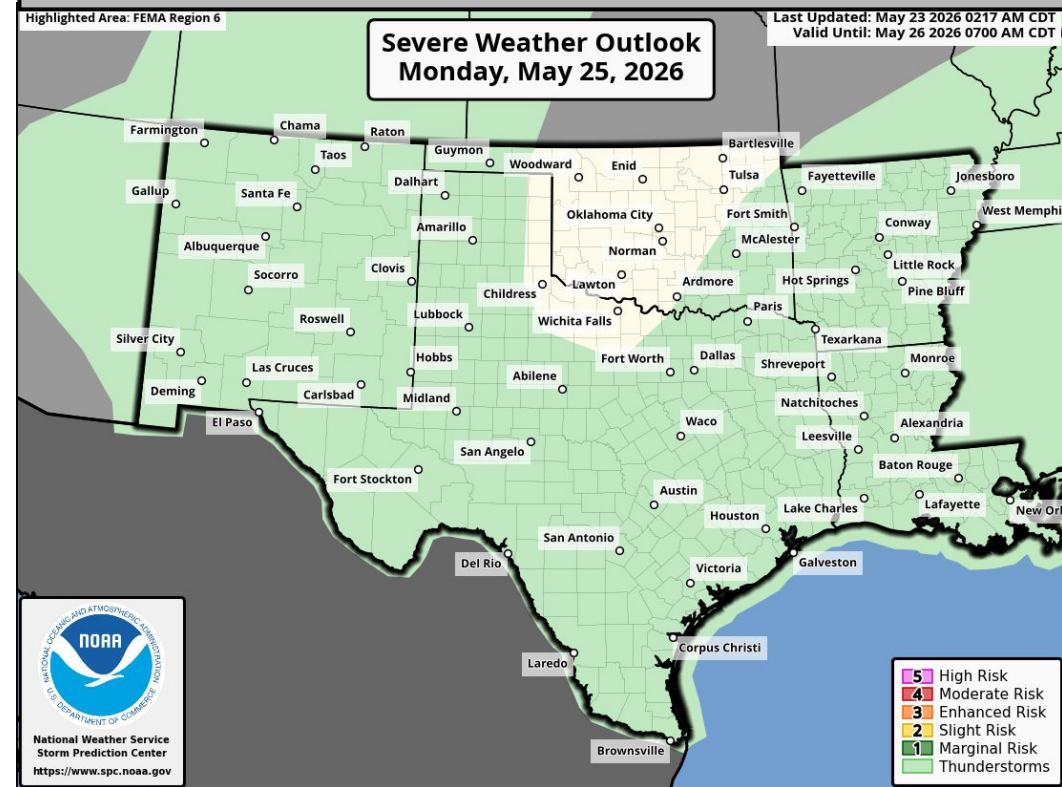 Highlighted Area: FEMA Region 6
Last Updated: May 23 2026 0217 AM CDT
Valid Until: May 26 2026 0700 AM CDT
Severe Weather Outlook
Monday, May 25, 2026
Farmington
Chama
Raton
Taos
Guymon
Woodward
Enid
Bartlesville
Gallup
Santa Fe
Dalhart
Tulsa
Fayetteville
Jonesboro
Oklahoma City
Fort Smith
West Memphi
Albuquerque
Amarillo
Norman
McAlester
Conway
Socorro
Clovis
Childress
Lawton
Ardmore
Hot Springs
Little Rock
Pine Bluff
Roswell
Lubbock
Wichita Falls
Paris
Silver City
Texarkana
Las Cruces
Hobbs
Fort Worth
Dallas
Shreveport
Monroe
Deming
Carlsbad
Midland
Abilene
Natchitoches
El Paso
Waco
Leesville
Alexandria
San Angelo
Baton Rouge
Fort Stockton
Austin
Houston
Lake Charles
Lafayette
New Orl
San Antonio
Del Rio
Victoria
Galveston
Laredo
Corpus Christi
Brownsville
NATIONAL OCEANIC AND ATMOSPHERIC ADMINISTRATION
NOAA
U.S. DEPARTMENT OF COMMERCE
National Weather Service
Storm Prediction Center
https://www.spc.noaa.gov
5 High Risk
4 Moderate Risk
3 Enhanced Risk
2 Slight Risk
1 Marginal Risk
Thunderstorms